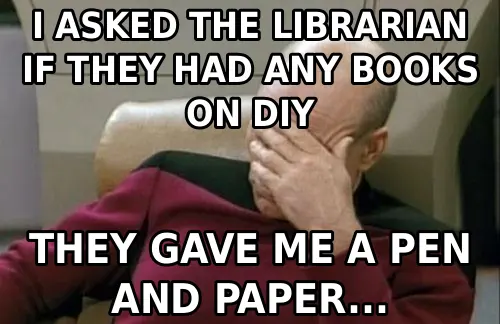 I ASKED THE LIBRARIAN
IF THEY HAD ANY BOOKS
ON DIY
THEY GAVE ME A PEN
AND PAPER...